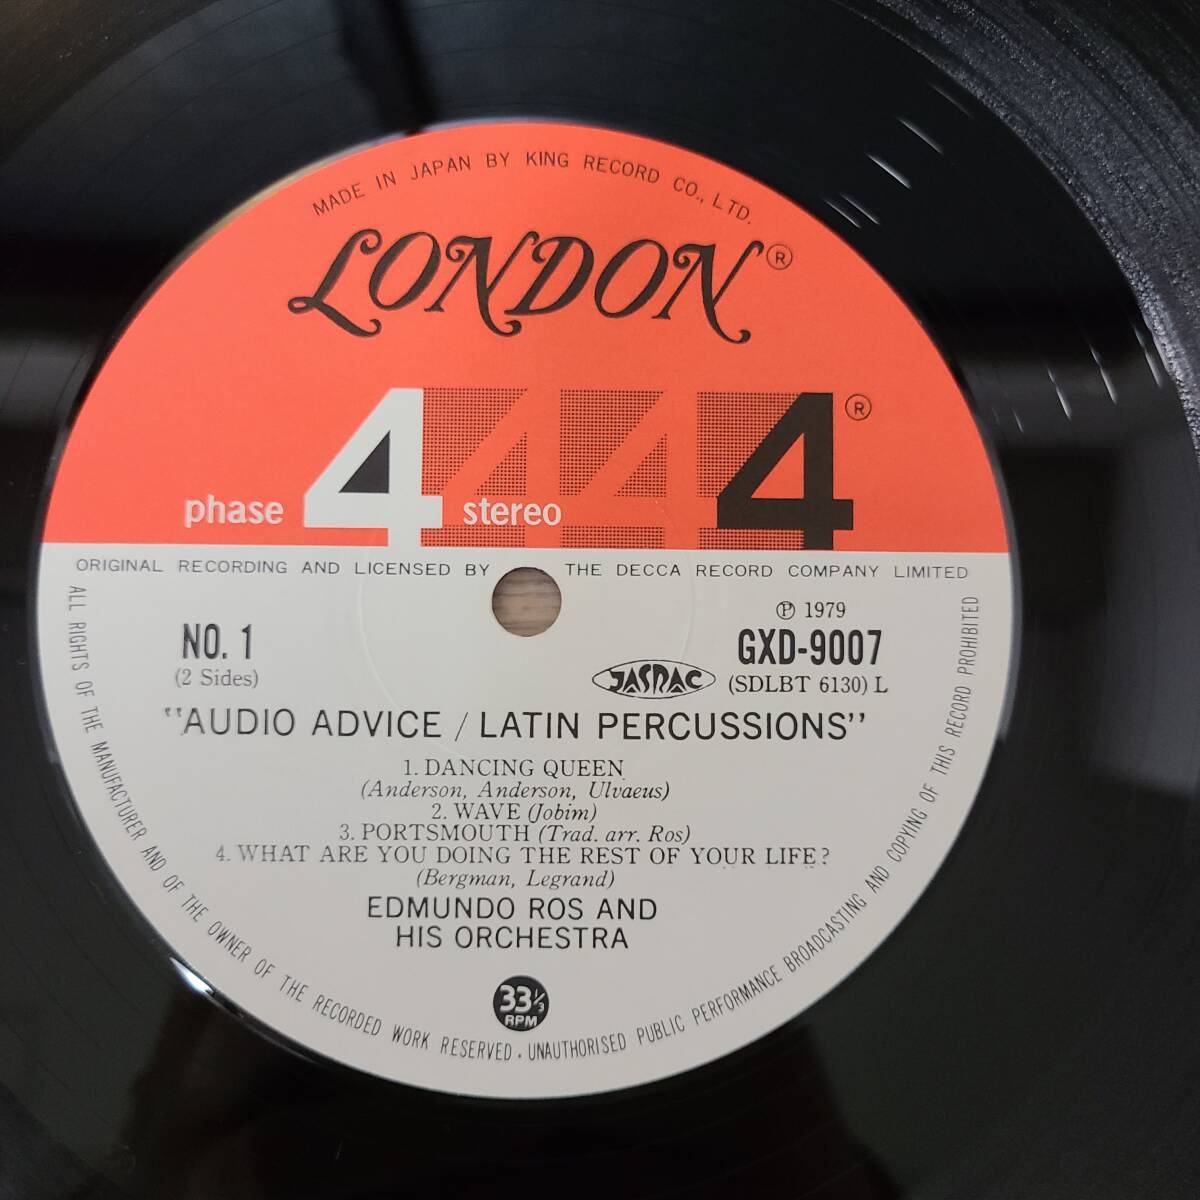 MADE IN JAPAN BY KING RECORD CO., LTD.
LONDON®
phase 4 stereo 4 4 4®
ORIGINAL RECORDING AND LICENSED BY THE DECCA RECORD COMPANY LIMITED
℗ 1979
NO. 1
GXD-9007
(2 Sides)
JASRAC
(SDLBT 6130) L
"AUDIO ADVICE / LATIN PERCUSSIONS"
1. DANCING QUEEN
(Anderson, Anderson, Ulvaeus)
2. WAVE (Jobim)
3. PORTSMOUTH (Trad. arr. Ros)
4. WHAT ARE YOU DOING THE REST OF YOUR LIFE?
(Bergman, Legrand)
EDMUNDO ROS AND
HIS ORCHESTRA
33⅓
RPM
ALL RIGHTS OF THE MANUFACTURER AND OF THE OWNER OF THE RECORDED WORK RESERVED. UNAUTHORISED PUBLIC PERFORMANCE BROADCASTING AND COPYING OF THIS RECORD PROHIBITED